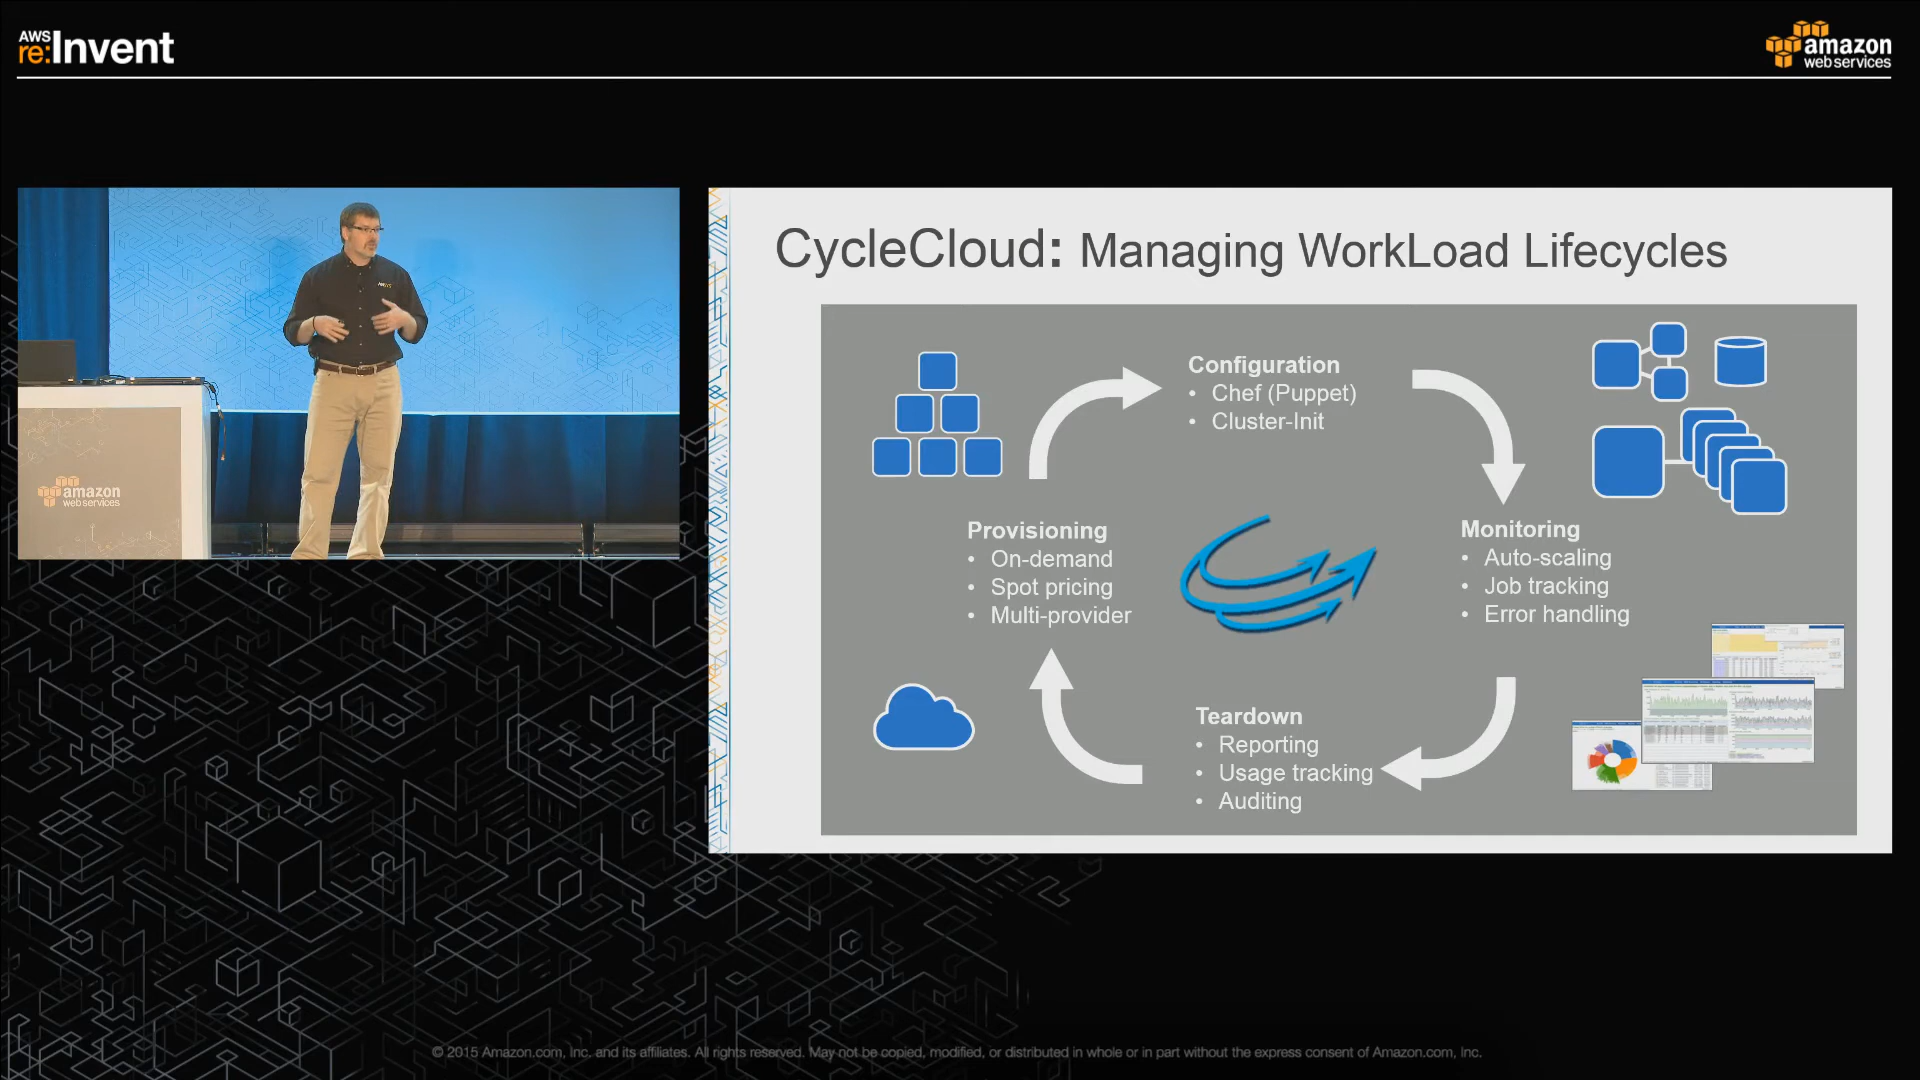 AWS
re:Invent
amazon
web services
CycleCloud: Managing WorkLoad Lifecycles
Configuration
• Chef (Puppet)
• Cluster-Init
Provisioning
• On-demand
• Spot pricing
• Multi-provider
Monitoring
• Auto-scaling
• Job tracking
• Error handling
Teardown
• Reporting
• Usage tracking
• Auditing
amazon
web services
© 2015 Amazon.com, Inc. and its affiliates. All rights reserved. May not be copied, modified, or distributed in whole or in part without the express consent of Amazon.com, Inc.